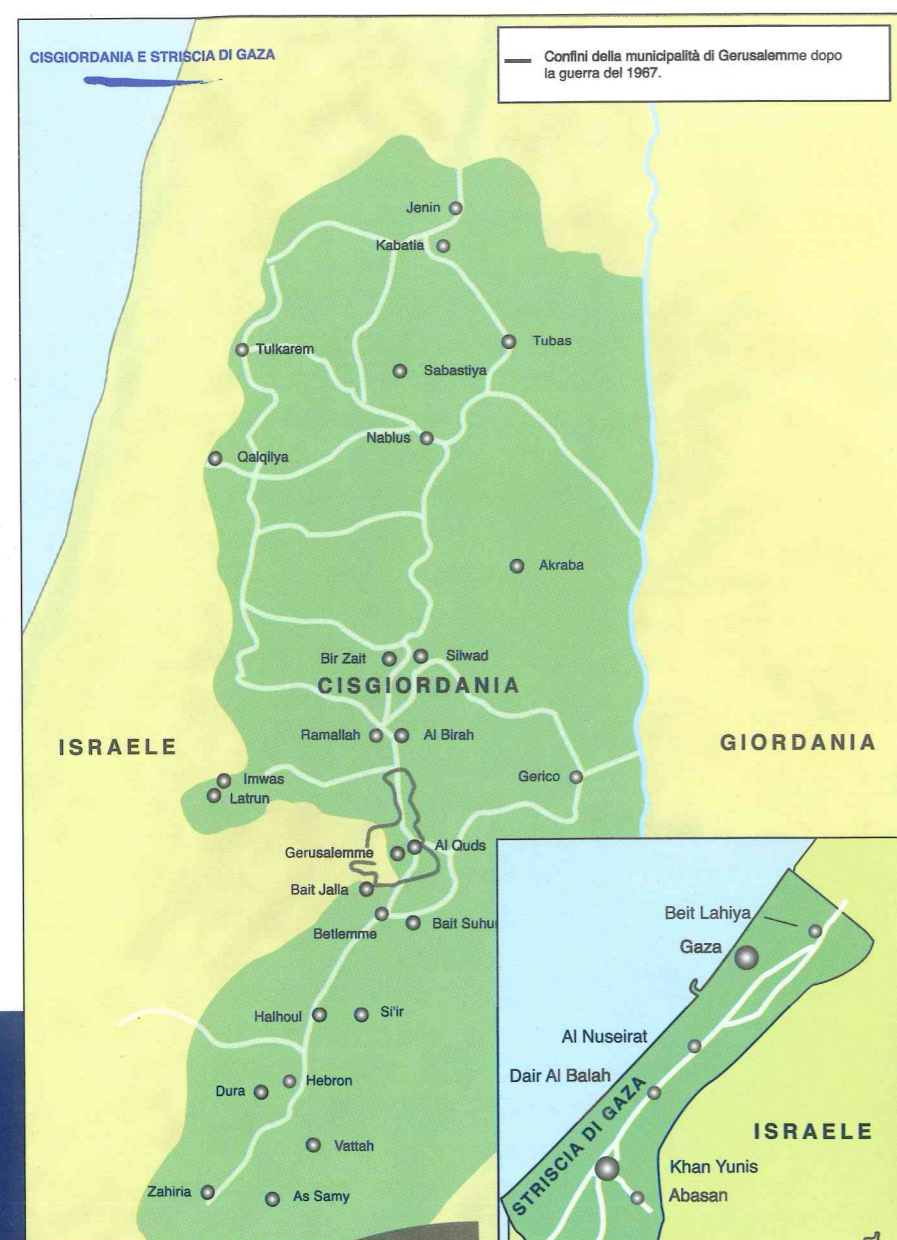 CISGIORDANIA E STRISCIA DI GAZA
Confini della municipalità di Gerusalemme dopo
la guerra del 1967.
Jenin
Kabatia
Tubas
Tulkarem
Sabastiya
Nablus
Qalqilya
Akraba
Bir Zait
Silwad
CISGIORDANIA
Ramallah
Al Birah
ISRAELE
GIORDANIA
Imwas
Gerico
Latrun
Gerusalemme
Al Quds
Bait Jalla
Betlemme
Bait Suhur
Halhoul
Si'ir
Hebron
Dura
Vattah
Zahiria
As Samy
Beit Lahiya
Gaza
Al Nuseirat
Dair Al Balah
STRISCIA DI GAZA
ISRAELE
Khan Yunis
Abasan